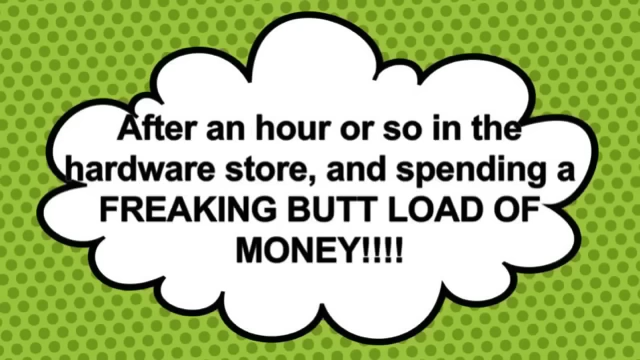 After an hour or so in the
hardware store, and spending a
FREAKING BUTT LOAD OF
MONEY!!!!